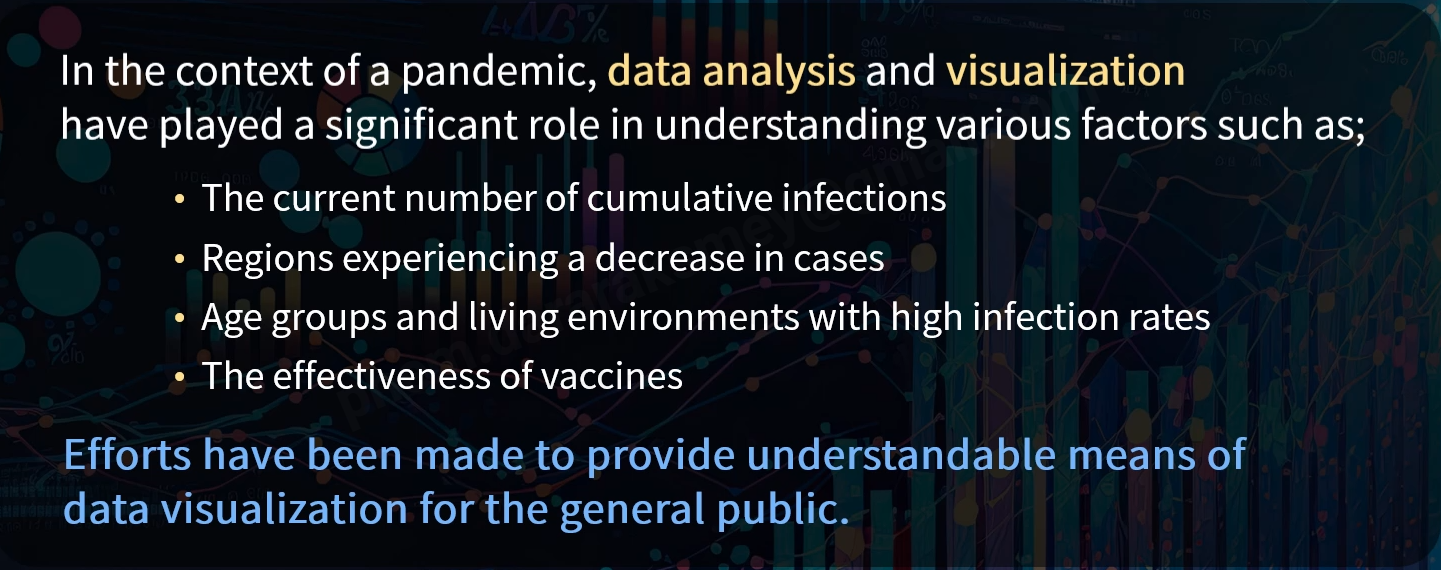 In the context of a pandemic, data analysis and visualization
have played a significant role in understanding various factors such as;
• The current number of cumulative infections
• Regions experiencing a decrease in cases
• Age groups and living environments with high infection rates
• The effectiveness of vaccines
Efforts have been made to provide understandable means of
data visualization for the general public.